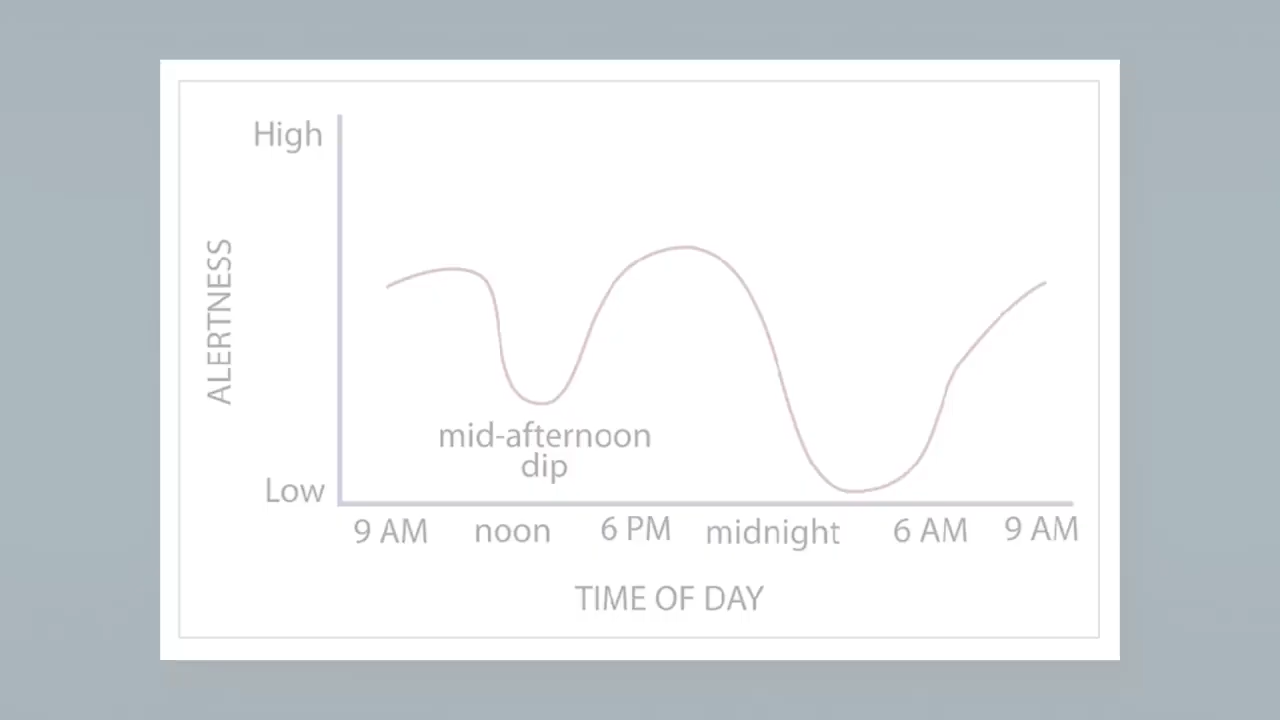 High
ALERTNESS
mid-afternoon
dip
Low
9 AM noon 6 PM midnight 6 AM 9 AM
TIME OF DAY